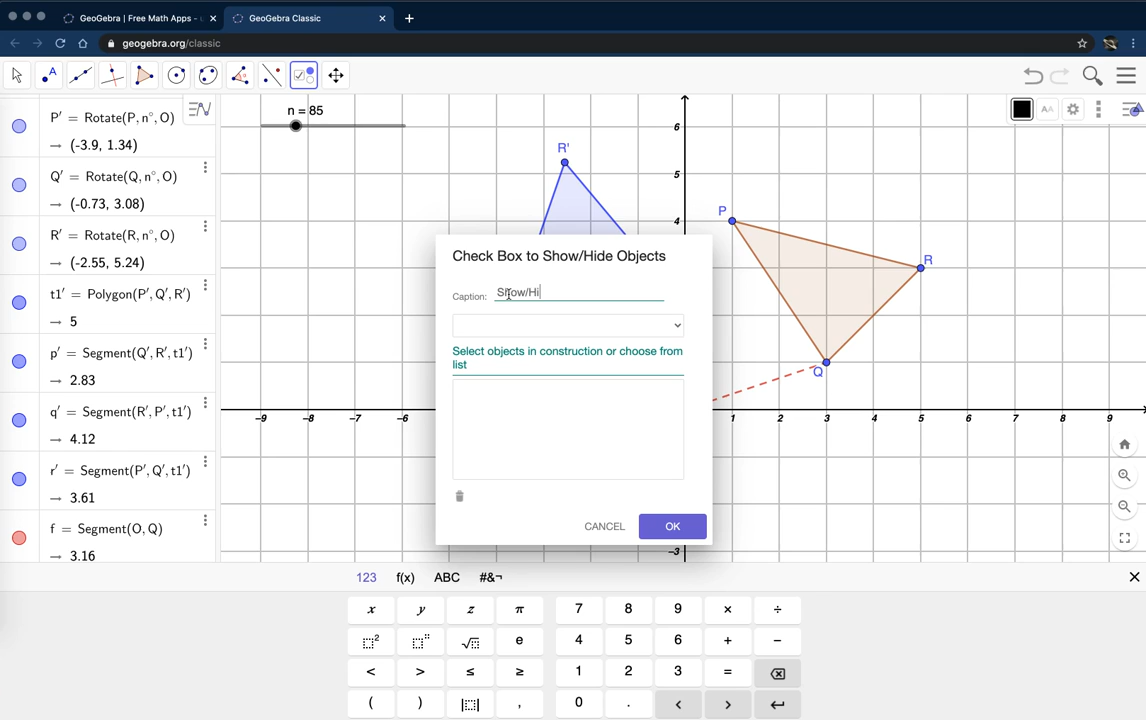 GeoGebra | Free Math Apps - u
GeoGebra Classic
geogebra.org/classic
P′ = Rotate(P, n°, O)
→ (-3.9, 1.34)
Q′ = Rotate(Q, n°, O)
→ (-0.73, 3.08)
R′ = Rotate(R, n°, O)
→ (-2.55, 5.24)
t1′ = Polygon(P′, Q′, R′)
→ 5
p′ = Segment(Q′, R′, t1′)
→ 2.83
q′ = Segment(R′, P′, t1′)
→ 4.12
r′ = Segment(P′, Q′, t1′)
→ 3.61
f = Segment(O, Q)
→ 3.16
n = 85
R'
P
R
Q
6
5
4
-9 -8 -7 -6 1 2 3 4 5 6 7 8 9
-3
AA
A
Check Box to Show/Hide Objects
Caption: Show/Hi
Select objects in construction or choose from
list
CANCEL OK
123 f(x) ABC #&¬
x y z π 7 8 9 × ÷
□² □□ √□ e 4 5 6 + −
< > ≤ ≥ 1 2 3 =
( ) |□| , 0 . < >